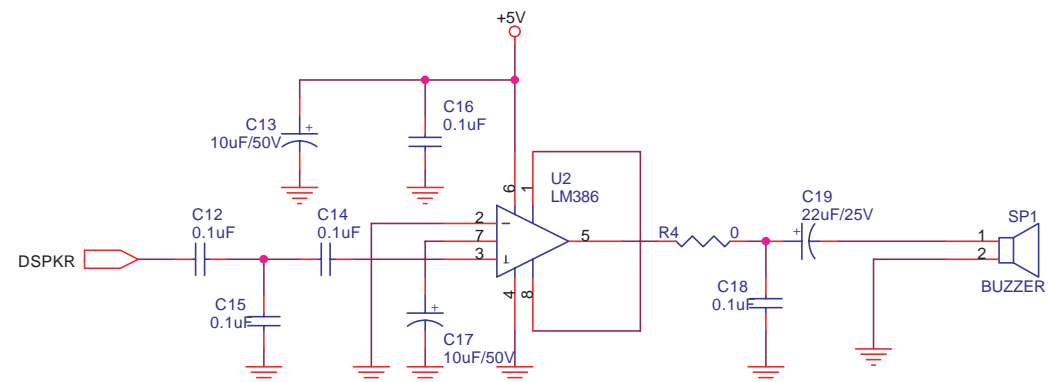 +5V
C13
10uF/50V
+
C16
0.1uF
6
1
U2
LM386
C12
0.1uF
C14
0.1uF
2
7
3
5
4
8
DSPKR
C15
0.1uF
+
C17
10uF/50V
R4
0
C19
22uF/25V
+
C18
0.1uF
SP1
1
2
BUZZER